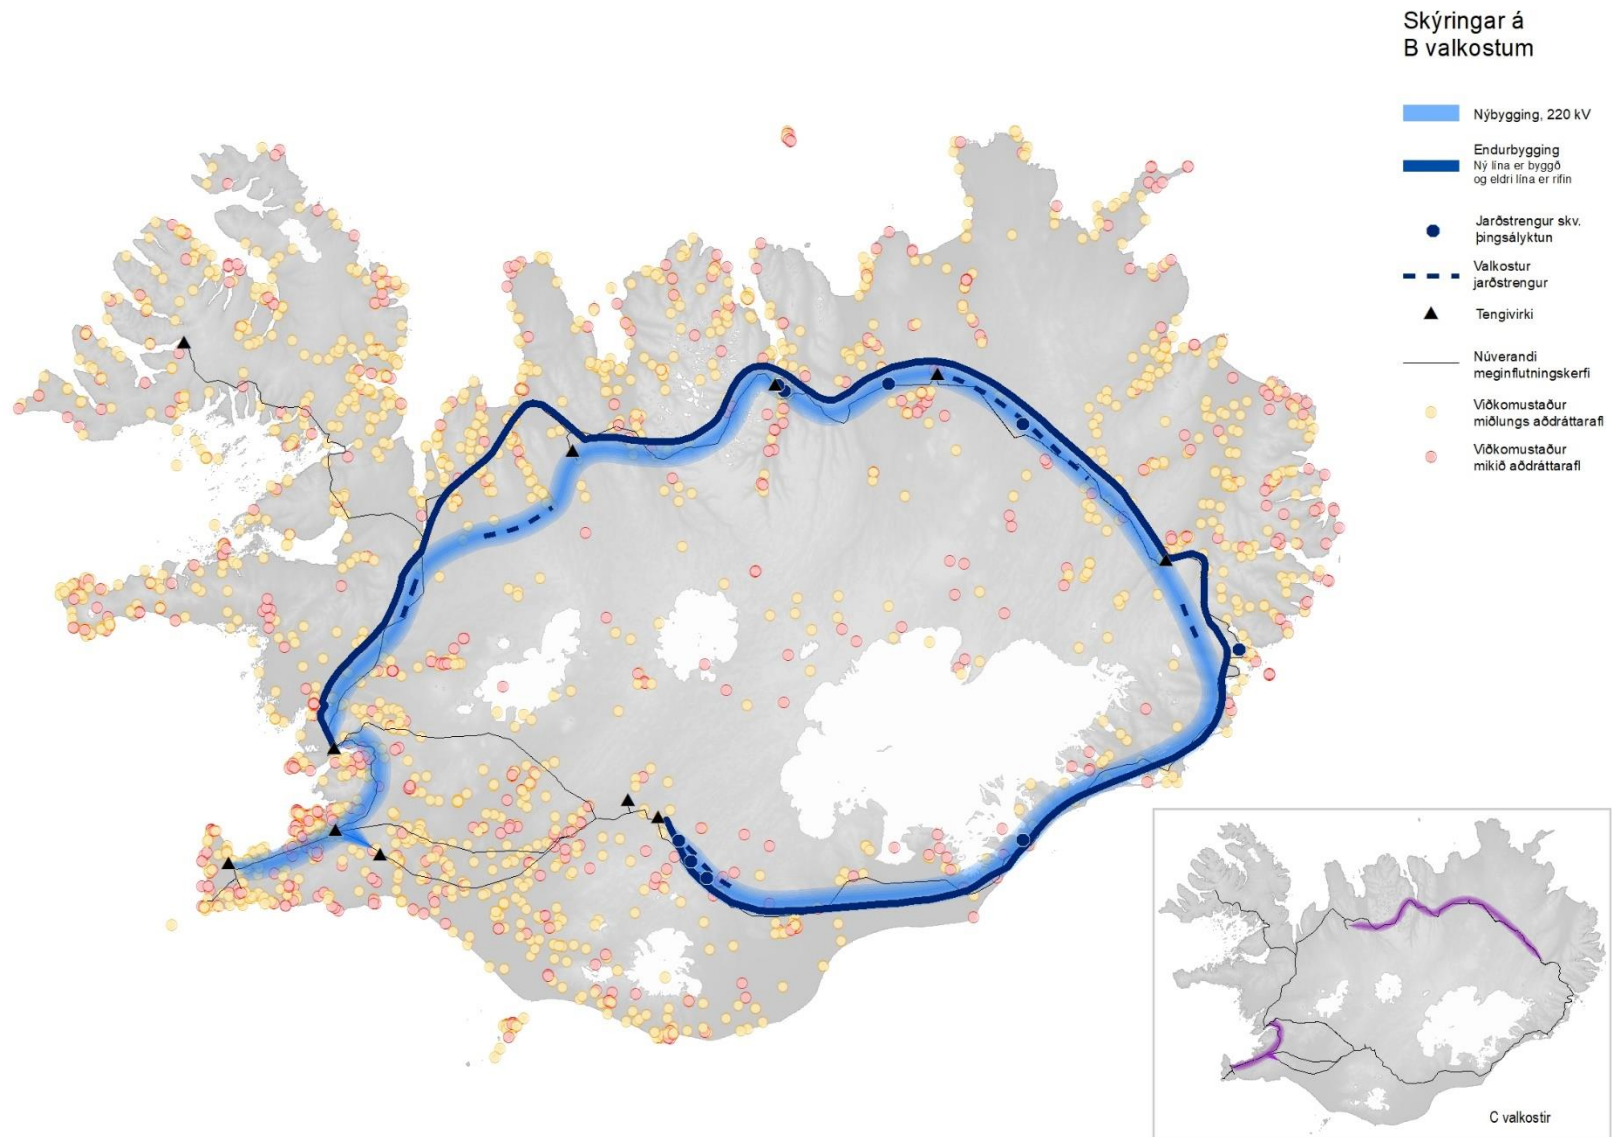 Skýringar á
B valkostum
Nýbygging, 220 kV
Endurbygging
Ný lína er byggð
og eldri lína er rifin
Jarðstrengur skv.
þingsályktun
Valkostur
jarðstrengur
Tengivirki
Núverandi
meginflutningskerfi
Viðkomustaður
miðlungs aðdráttarafl
Viðkomustaður
mikið aðdráttarafl
C valkostir